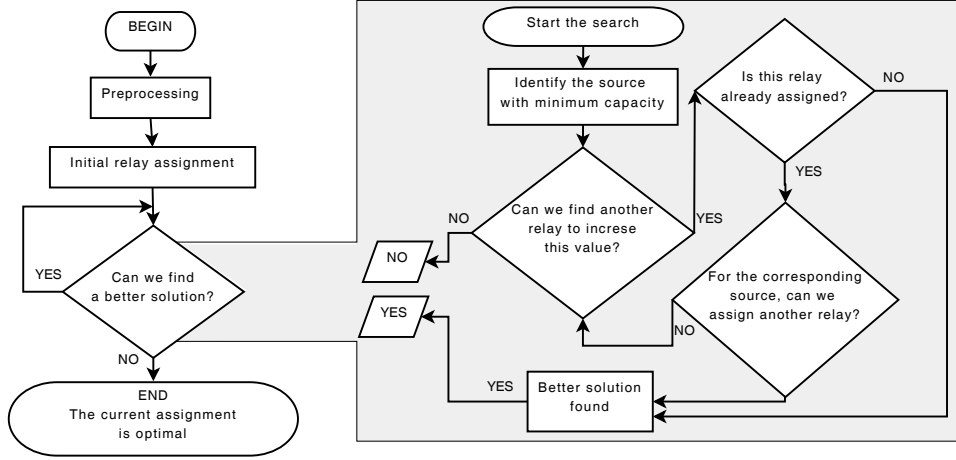 BEGIN
Preprocessing
Initial relay assignment
YES
Can we find
a better solution?
NO
END
The current assignment
is optimal
Start the search
Identify the source
with minimum capacity
NO
Can we find another
relay to increse
this value?
YES
NO
YES
Is this relay
already assigned?
NO
YES
For the corresponding
source, can we
assign another relay?
NO
YES
Better solution
found